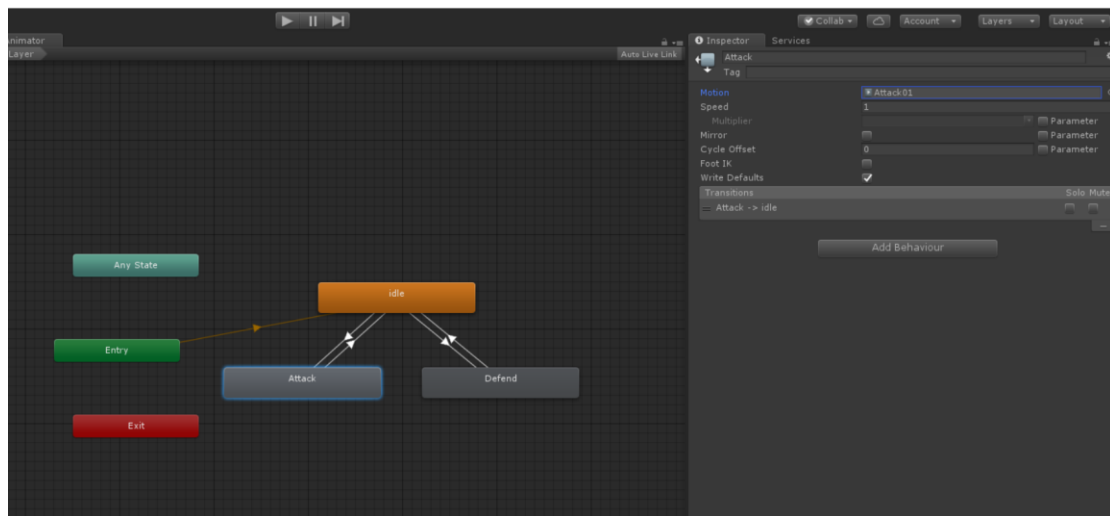 Collab
Account
Layers
Layout
Animator
Layer
Auto Live Link
Inspector Services
Attack
Tag
Motion Attack01
Speed 1
Multiplier Parameter
Mirror Parameter
Cycle Offset 0 Parameter
Foot IK
Write Defaults
Transitions Solo Mute
Attack -> idle
Add Behaviour
Any State
idle
Entry
Attack
Defend
Exit